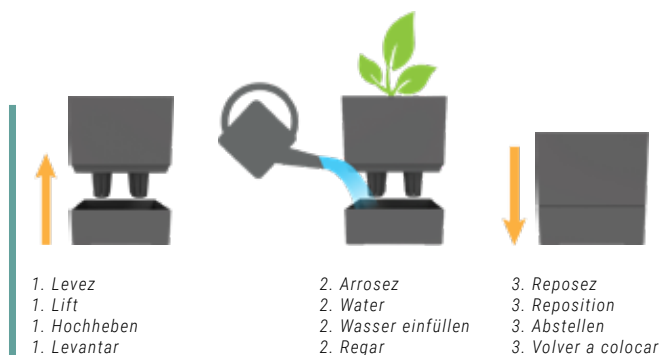 1. Levez
1. Lift
1. Hochheben
1. Levantar
2. Arrosez
2. Water
2. Wasser einfüllen
2. Regar
3. Reposez
3. Reposition
3. Abstellen
3. Volver a colocar